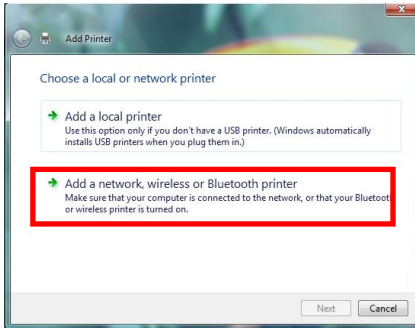 Add Printer
Choose a local or network printer
Add a local printer
Use this option only if you don't have a USB printer. (Windows automatically
installs USB printers when you plug them in.)
Add a network, wireless or Bluetooth printer
Make sure that your computer is connected to the network, or that your Bluetoot
or wireless printer is turned on.
Next Cancel